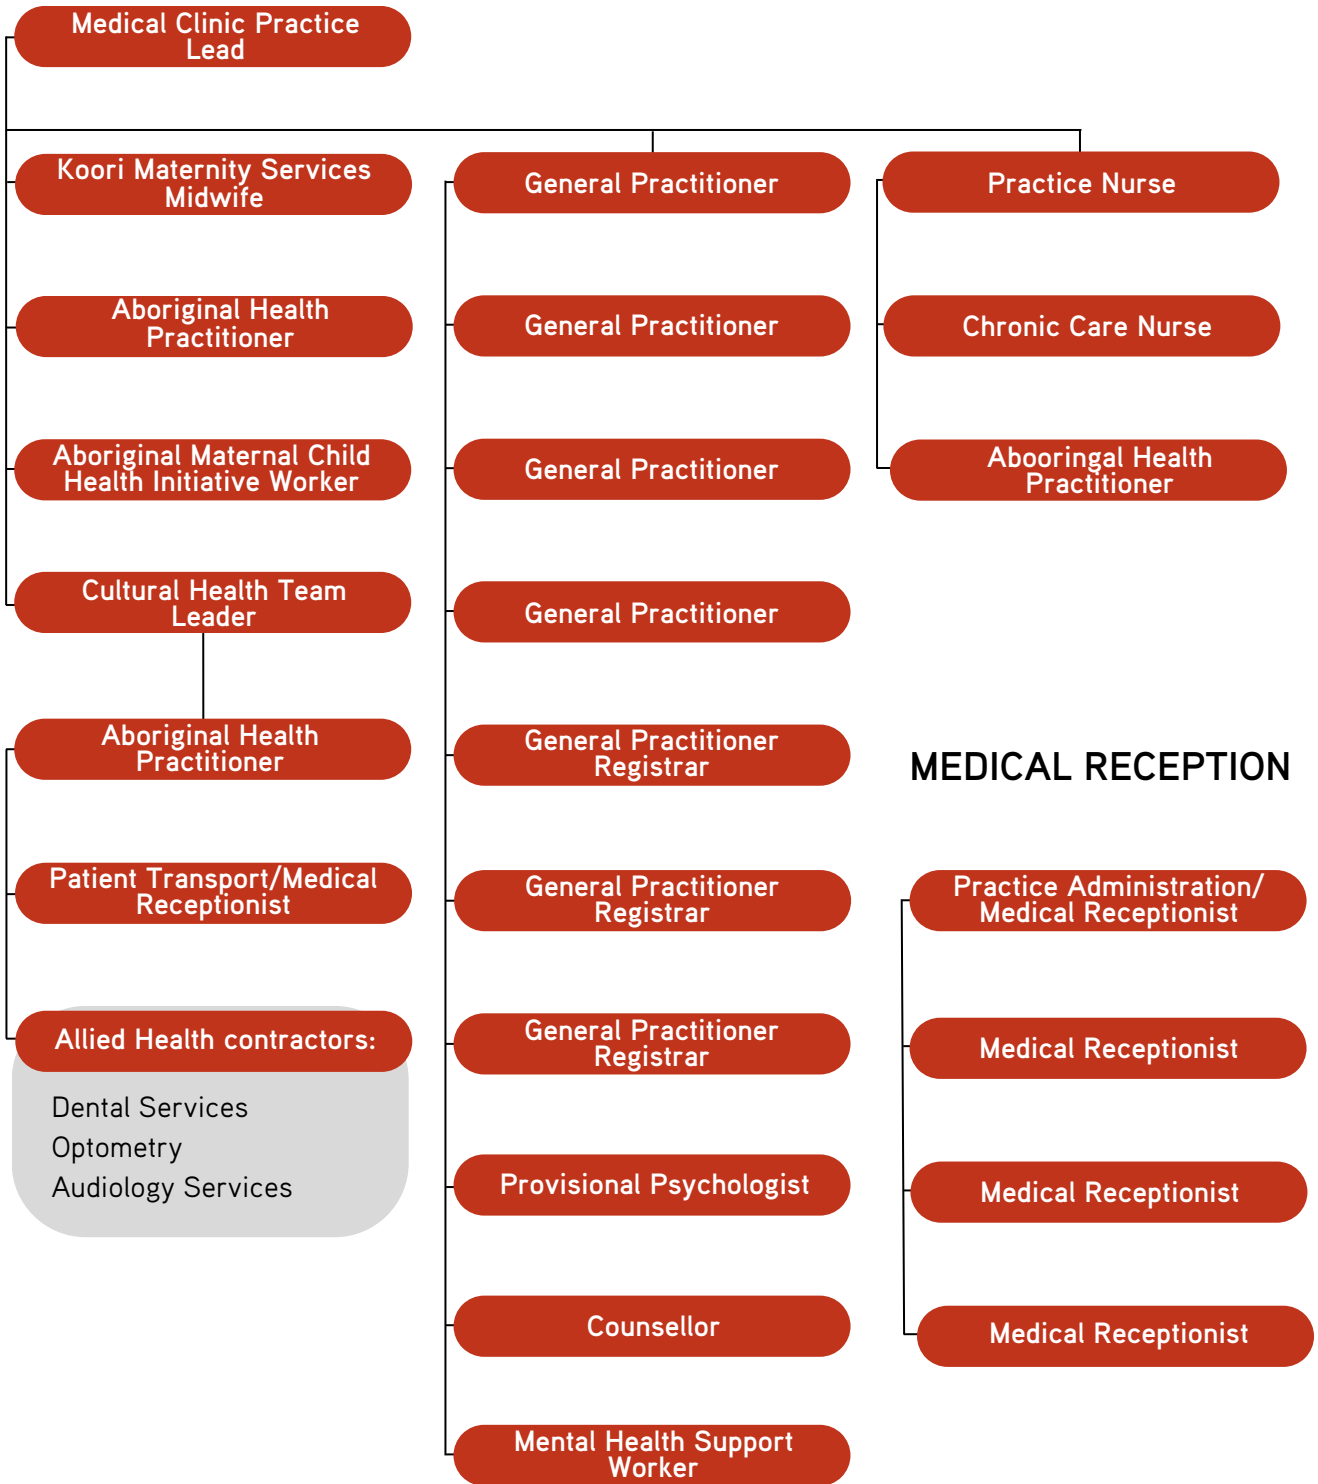 Medical Clinic Practice
Lead
Koori Maternity Services
Midwife
Aboriginal Health
Practitioner
Aboriginal Maternal Child
Health Initiative Worker
Cultural Health Team
Leader
Aboriginal Health
Practitioner
Patient Transport/Medical
Receptionist
Allied Health contractors:
Dental Services
Optometry
Audiology Services
General Practitioner
General Practitioner
General Practitioner
General Practitioner
General Practitioner
Registrar
General Practitioner
Registrar
General Practitioner
Registrar
Provisional Psychologist
Counsellor
Mental Health Support
Worker
Practice Nurse
Chronic Care Nurse
Abooringal Health
Practitioner
MEDICAL RECEPTION
Practice Administration/
Medical Receptionist
Medical Receptionist
Medical Receptionist
Medical Receptionist